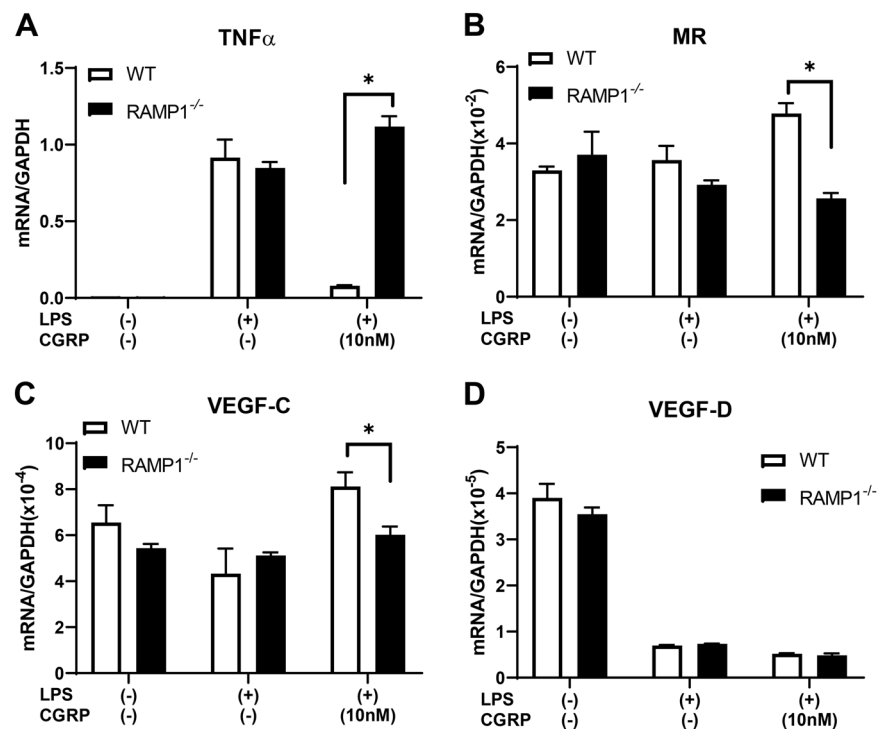 A
TNFα
WT
RAMP1-/-
*
mRNA/GAPDH
1.5
1.0
0.5
0.0
LPS (-) (+) (+)
CGRP (-) (-) (10nM)
B
MR
WT
RAMP1-/-
*
mRNA/GAPDH(x10-2)
6
4
2
0
LPS (-) (+) (+)
CGRP (-) (-) (10nM)
C
VEGF-C
WT
RAMP1-/-
*
mRNA/GAPDH(x10-4)
10
8
6
4
2
0
LPS (-) (+) (+)
CGRP (-) (-) (10nM)
D
VEGF-D
WT
RAMP1-/-
mRNA/GAPDH(x10-5)
5
4
3
2
1
0
LPS (-) (+) (+)
CGRP (-) (-) (10nM)